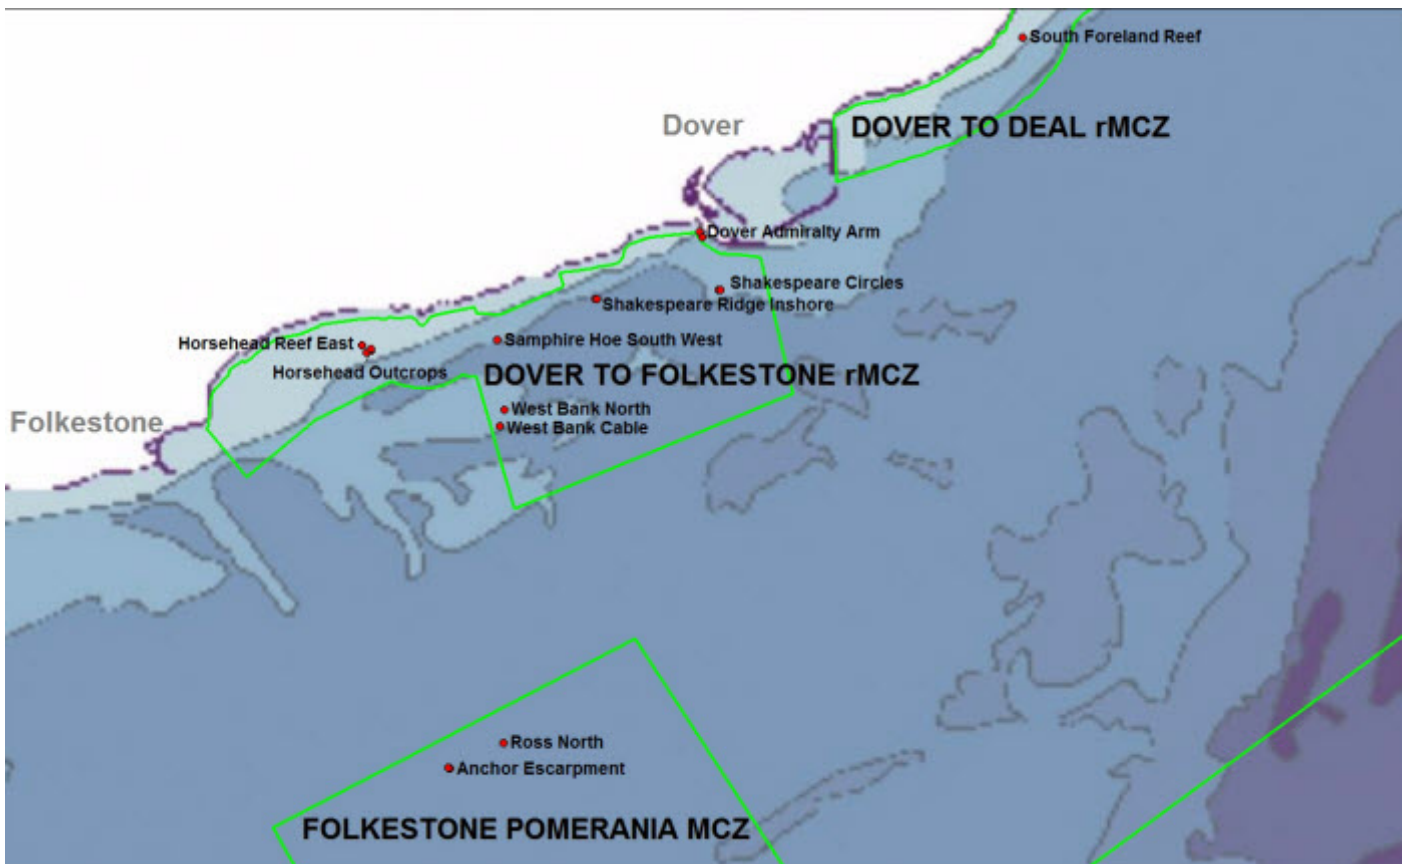 South Foreland Reef
Dover
DOVER TO DEAL rMCZ
Dover Admiralty Arm
Shakespeare Circles
Shakespeare Ridge Inshore
Samphire Hoe South West
Horsehead Reef East
Horsehead Outcrops
DOVER TO FOLKESTONE rMCZ
West Bank North
Folkestone
West Bank Cable
Ross North
Anchor Escarpment
FOLKESTONE POMERANIA MCZ